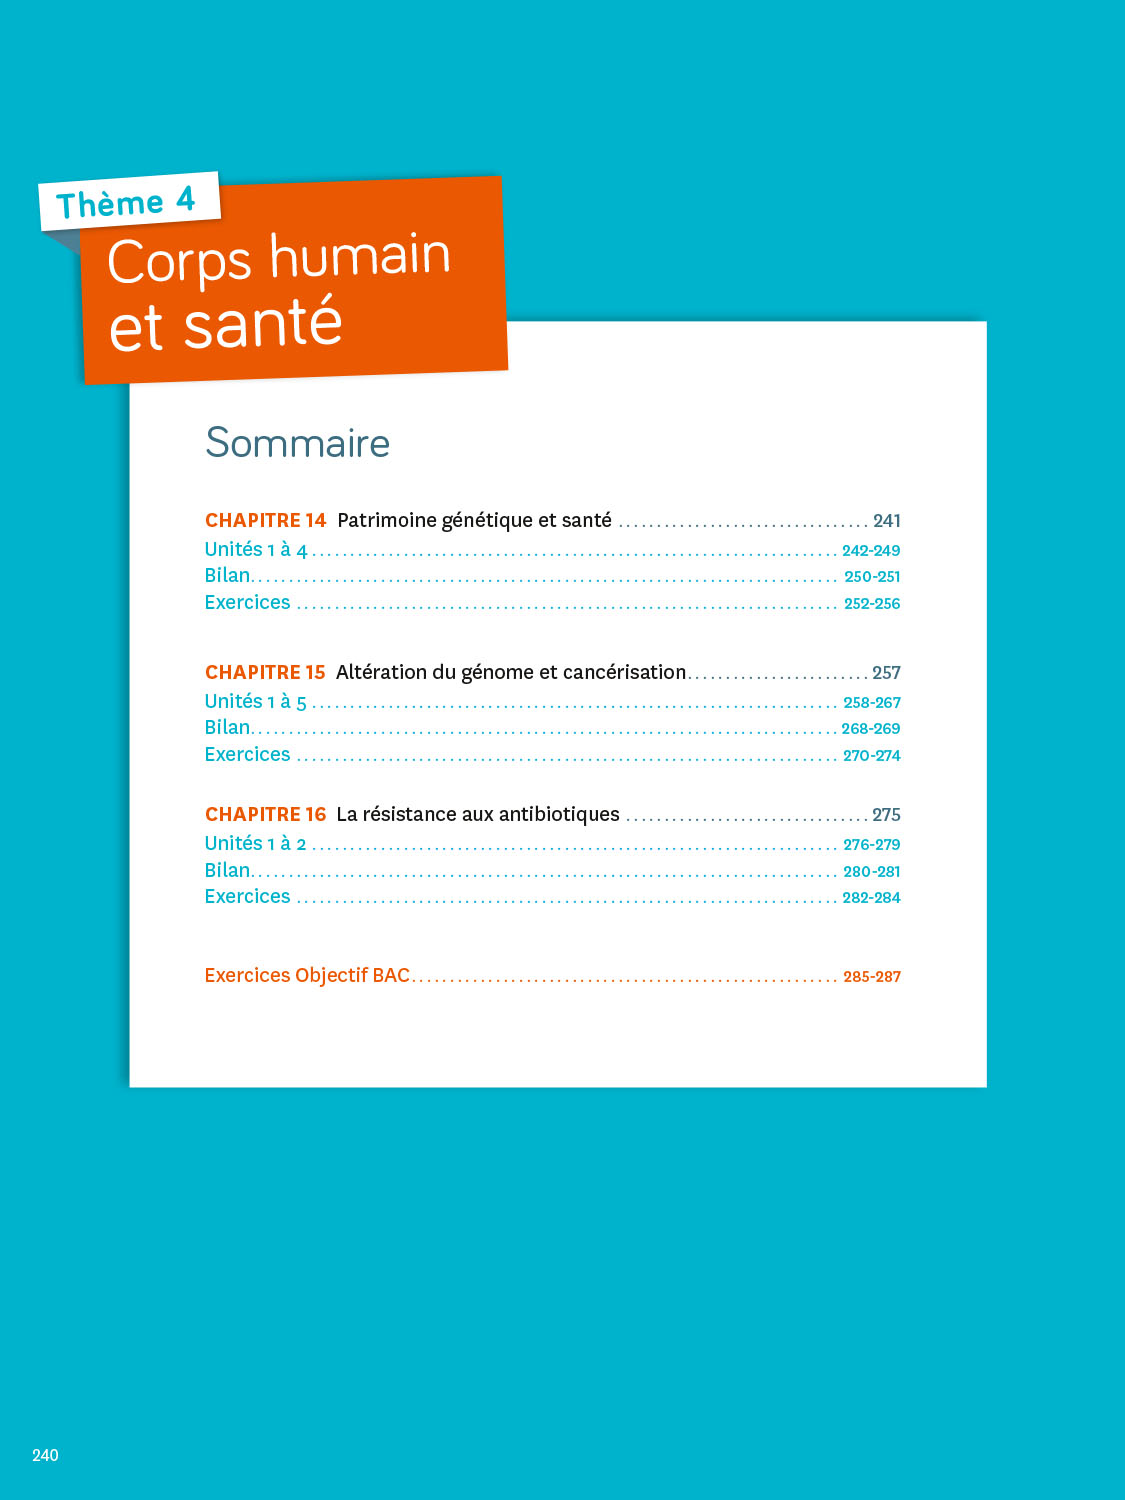 Thème 4
Corps humain
et santé
Sommaire
CHAPITRE 14 Patrimoine génétique et santé ................................. 241
Unités 1 à 4 ..................................................................... 242-249
Bilan............................................................................. 250-251
Exercices ....................................................................... 252-256
CHAPITRE 15 Altération du génome et cancérisation........................ 257
Unités 1 à 5 ..................................................................... 258-267
Bilan............................................................................. 268-269
Exercices ....................................................................... 270-274
CHAPITRE 16 La résistance aux antibiotiques ................................ 275
Unités 1 à 2 ..................................................................... 276-279
Bilan............................................................................. 280-281
Exercices ....................................................................... 282-284
Exercices Objectif BAC........................................................ 285-287
240